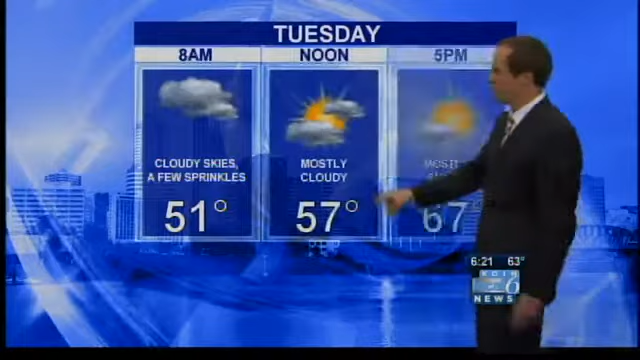 TUESDAY
8AM NOON 5PM
CLOUDY SKIES,
A FEW SPRINKLES
MOSTLY
CLOUDY
51° 57° 67
6:21 63°
KOIN
6
NEWS